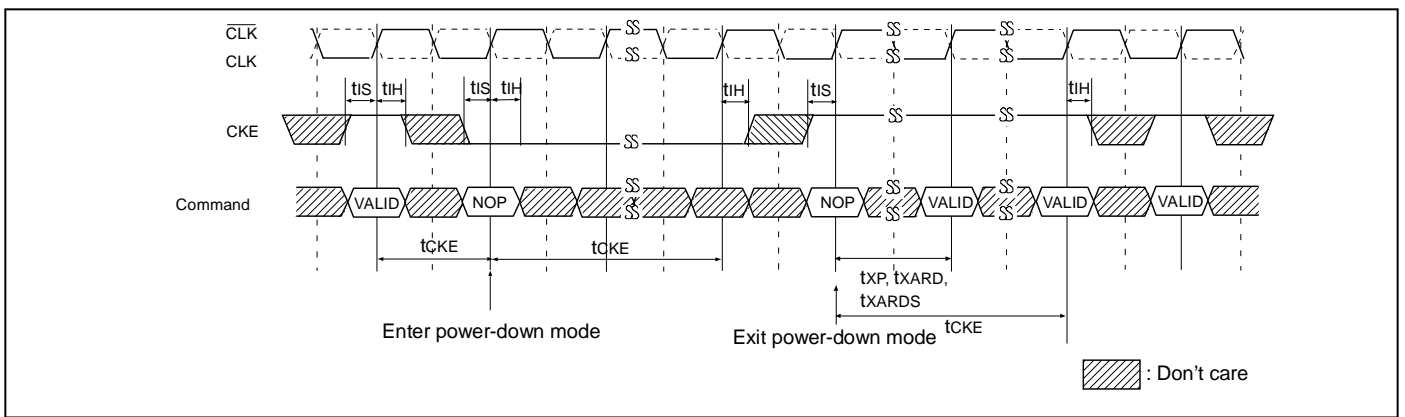 CLK
CLK
tIS tIH tIS tIH tIH tIS tIH
CKE
Command VALID NOP NOP VALID VALID VALID
tCKE tCKE
tXP, tXARD,
tXARDS
tCKE
Enter power-down mode
Exit power-down mode
: Don't care